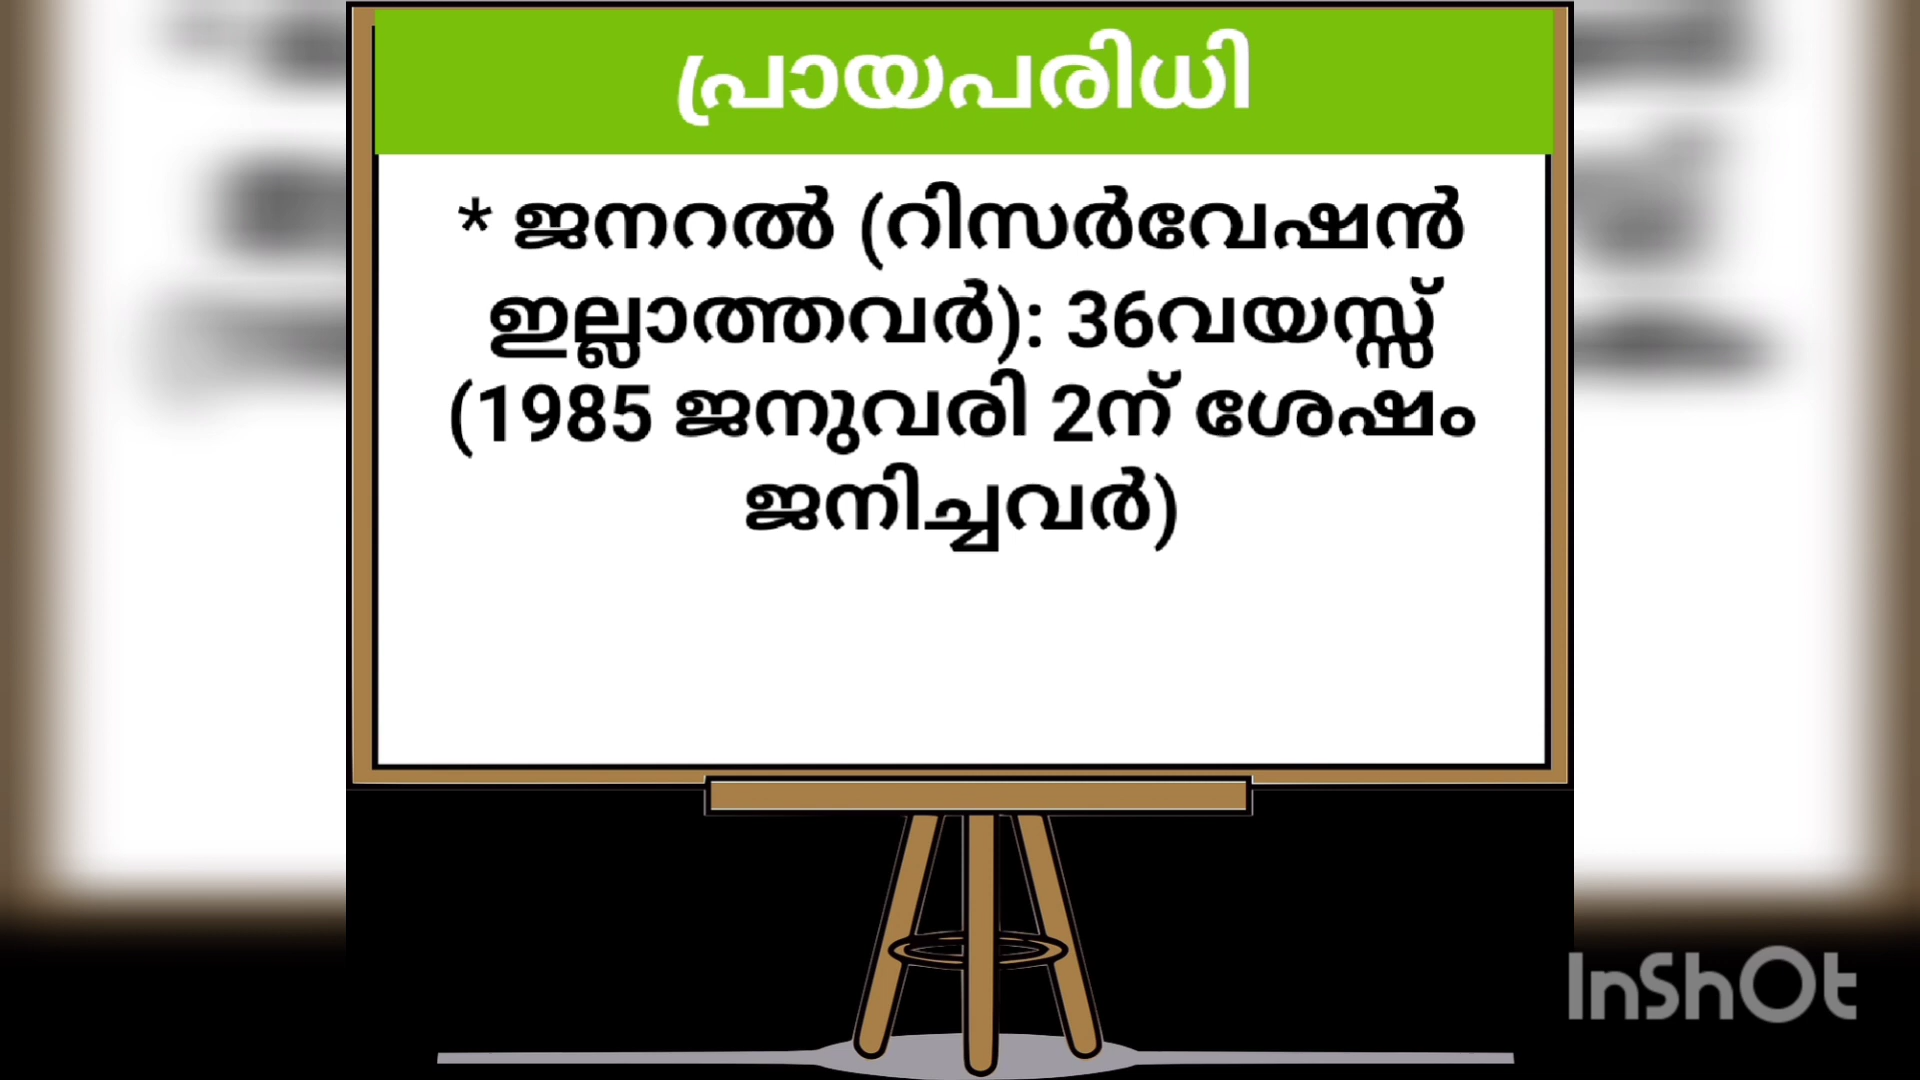 പ്രായപരിധി
* ജനറൽ (റിസർവേഷൻ
ഇല്ലാത്തവർ): 36വയസ്സ്
(1985 ജനുവരി 2ന് ശേഷം
ജനിച്ചവർ)
InShOt